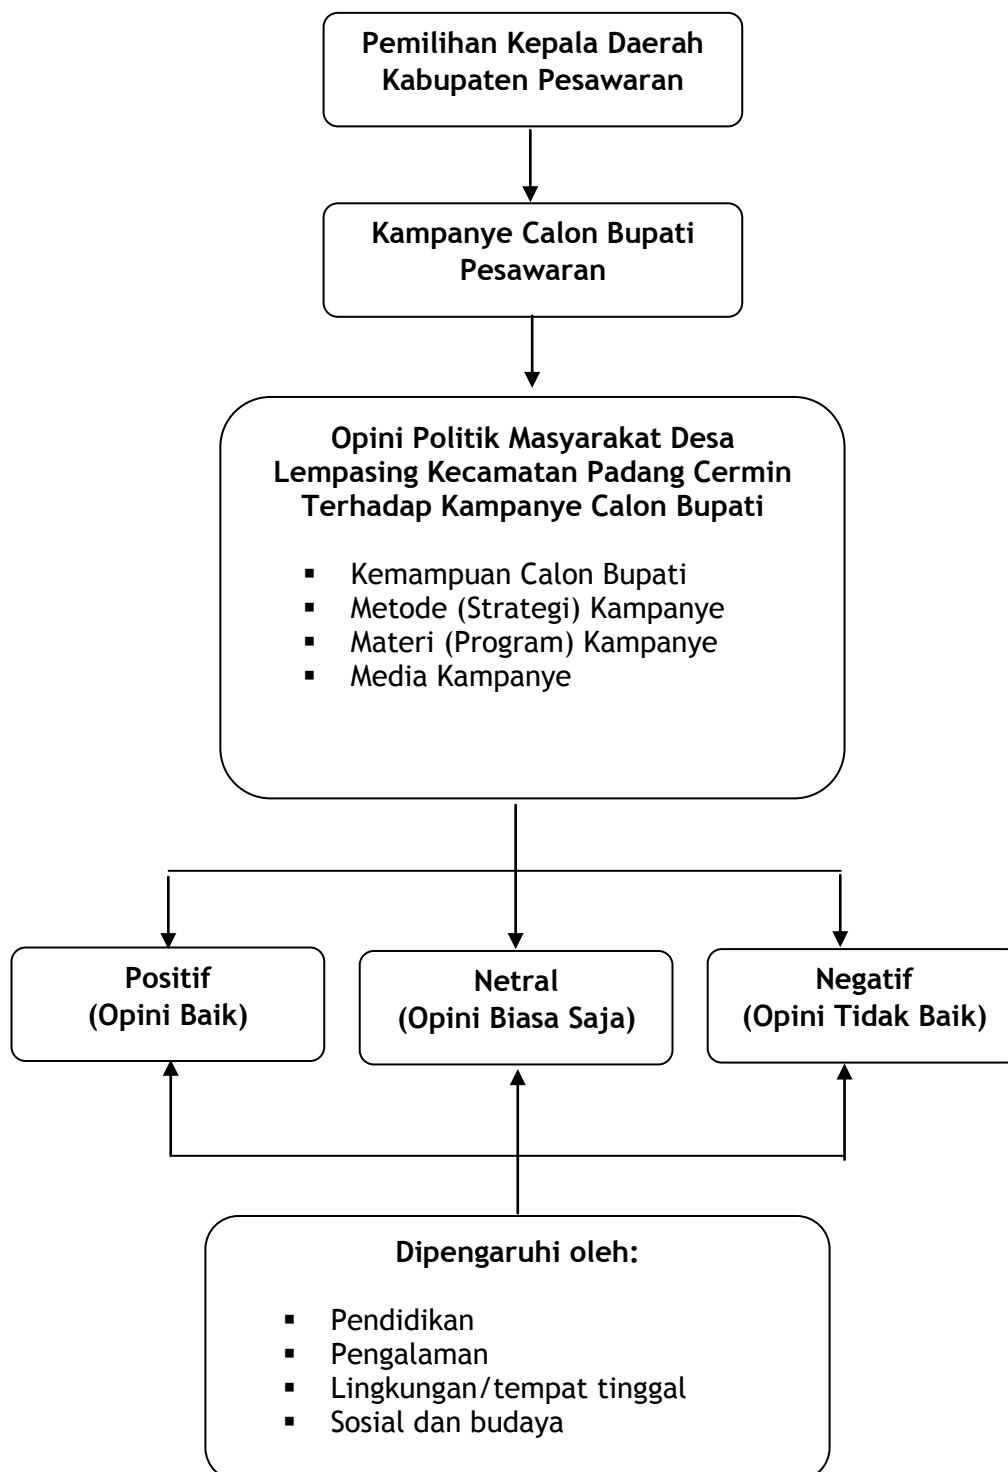 Pemilihan Kepala Daerah
Kabupaten Pesawaran
Kampanye Calon Bupati
Pesawaran
Opini Politik Masyarakat Desa
Lempasing Kecamatan Padang Cermin
Terhadap Kampanye Calon Bupati
▪ Kemampuan Calon Bupati
▪ Metode (Strategi) Kampanye
▪ Materi (Program) Kampanye
▪ Media Kampanye
Positif
(Opini Baik)
Netral
(Opini Biasa Saja)
Negatif
(Opini Tidak Baik)
Dipengaruhi oleh:
▪ Pendidikan
▪ Pengalaman
▪ Lingkungan/tempat tinggal
▪ Sosial dan budaya